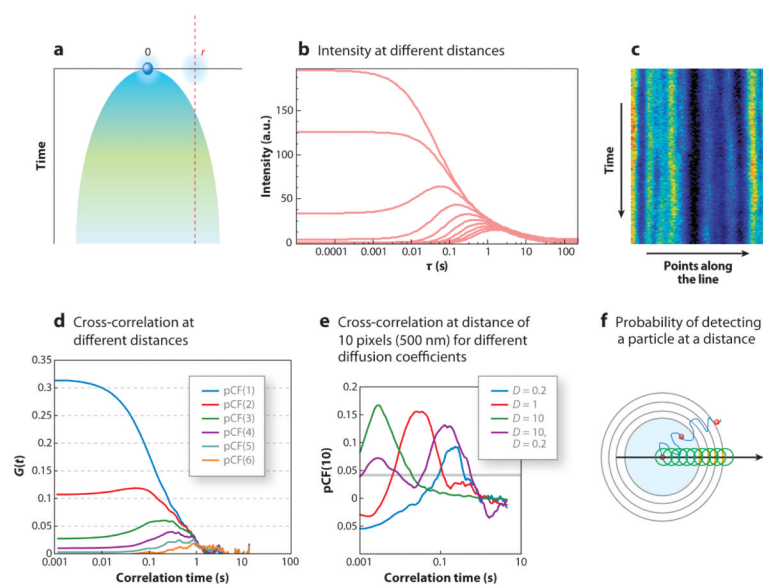 a
0
r
Time
b Intensity at different distances
Intensity (a.u.)
150
100
50
0
0.0001
0.001
0.01
0.1
1
10
100
τ (s)
c
Time
Points along
the line
d Cross-correlation at
different distances
G(t)
0.35
0.3
0.25
0.2
0.15
0.1
0.05
0
0.001
0.01
0.1
1
10
100
Correlation time (s)
pCF(1)
pCF(2)
pCF(3)
pCF(4)
pCF(5)
pCF(6)
e Cross-correlation at distance of
10 pixels (500 nm) for different
diffusion coefficients
pCF(10)
0.2
0.15
0.1
0.05
0
0.05
0.001
0.01
0.1
1
10
Correlation time (s)
D = 0.2
D = 1
D = 10
D = 10,
D = 0.2
f Probability of detecting
a particle at a distance